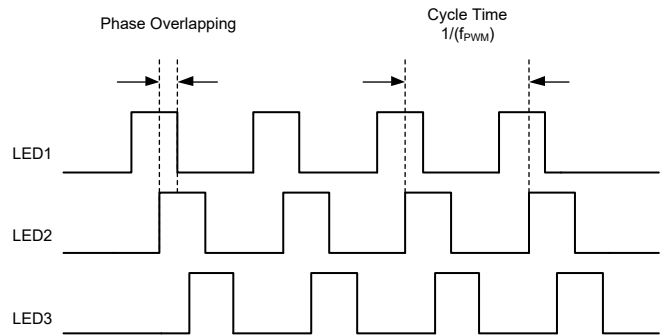 Phase Overlapping
Cycle Time
1/(fPWM)
LED1
LED2
LED3